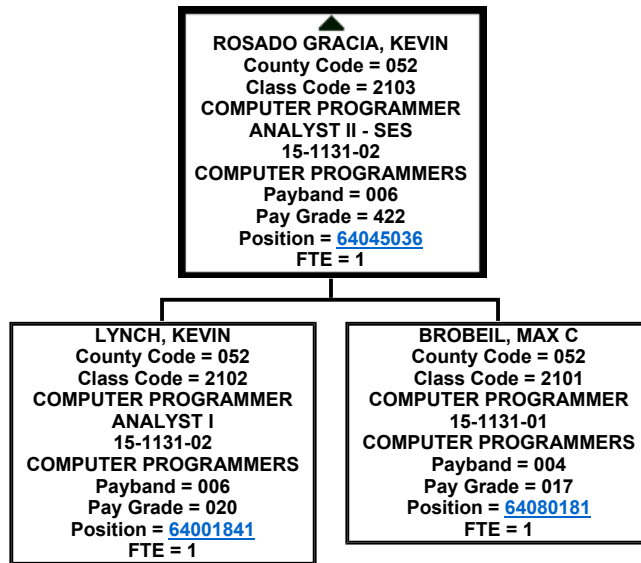 ROSADO GRACIA, KEVIN
County Code = 052
Class Code = 2103
COMPUTER PROGRAMMER
ANALYST II - SES
15-1131-02
COMPUTER PROGRAMMERS
Payband = 006
Pay Grade = 422
Position = 64045036
FTE = 1
LYNCH, KEVIN
County Code = 052
Class Code = 2102
COMPUTER PROGRAMMER
ANALYST I
15-1131-02
COMPUTER PROGRAMMERS
Payband = 006
Pay Grade = 020
Position = 64001841
FTE = 1
BROBEIL, MAX C
County Code = 052
Class Code = 2101
COMPUTER PROGRAMMER
15-1131-01
COMPUTER PROGRAMMERS
Payband = 004
Pay Grade = 017
Position = 64080181
FTE = 1